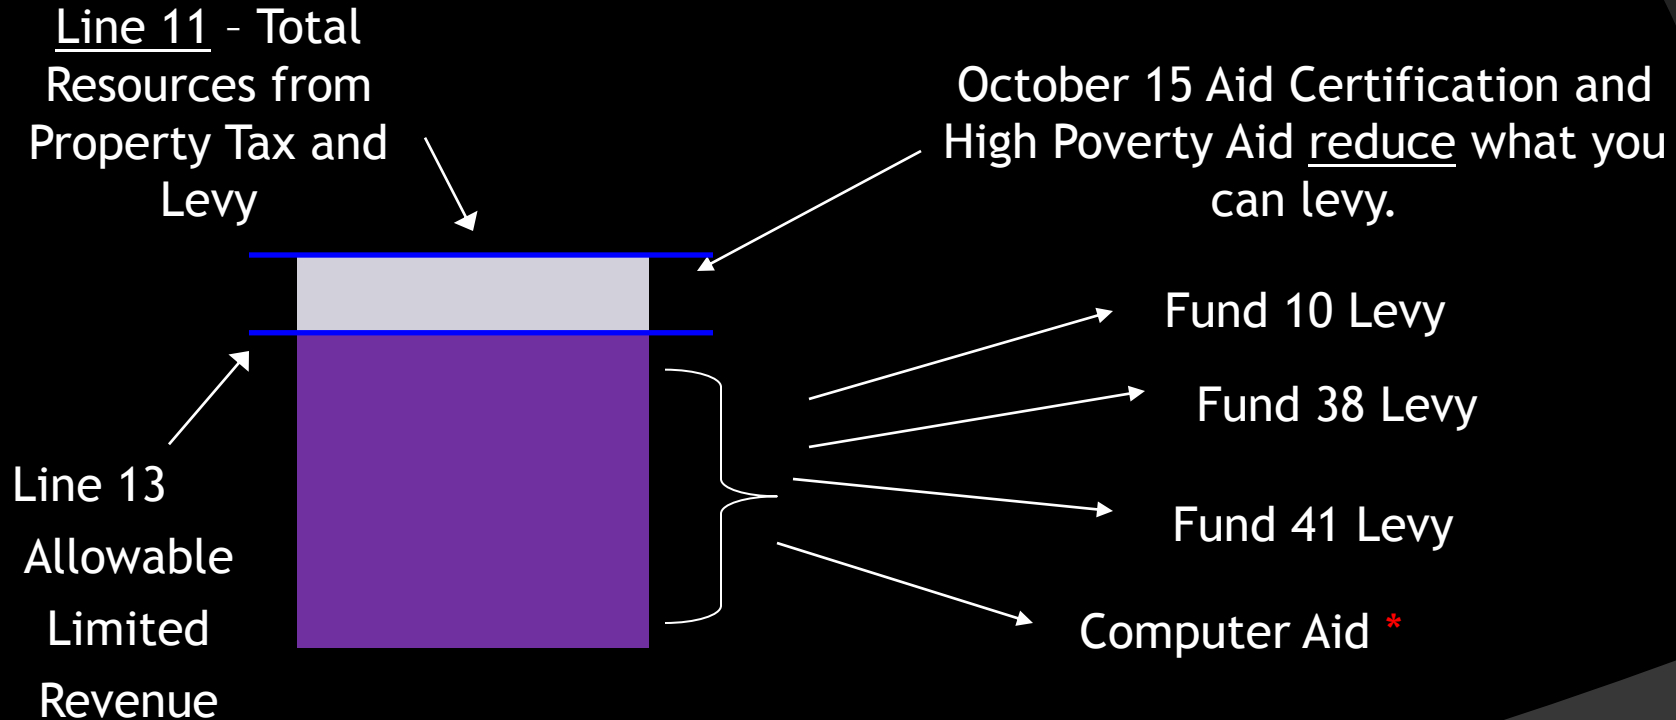 Line 11 – Total
Resources from
Property Tax and
Levy
October 15 Aid Certification and
High Poverty Aid reduce what you
can levy.
Fund 10 Levy
Fund 38 Levy
Fund 41 Levy
Computer Aid *
Line 13
Allowable
Limited
Revenue